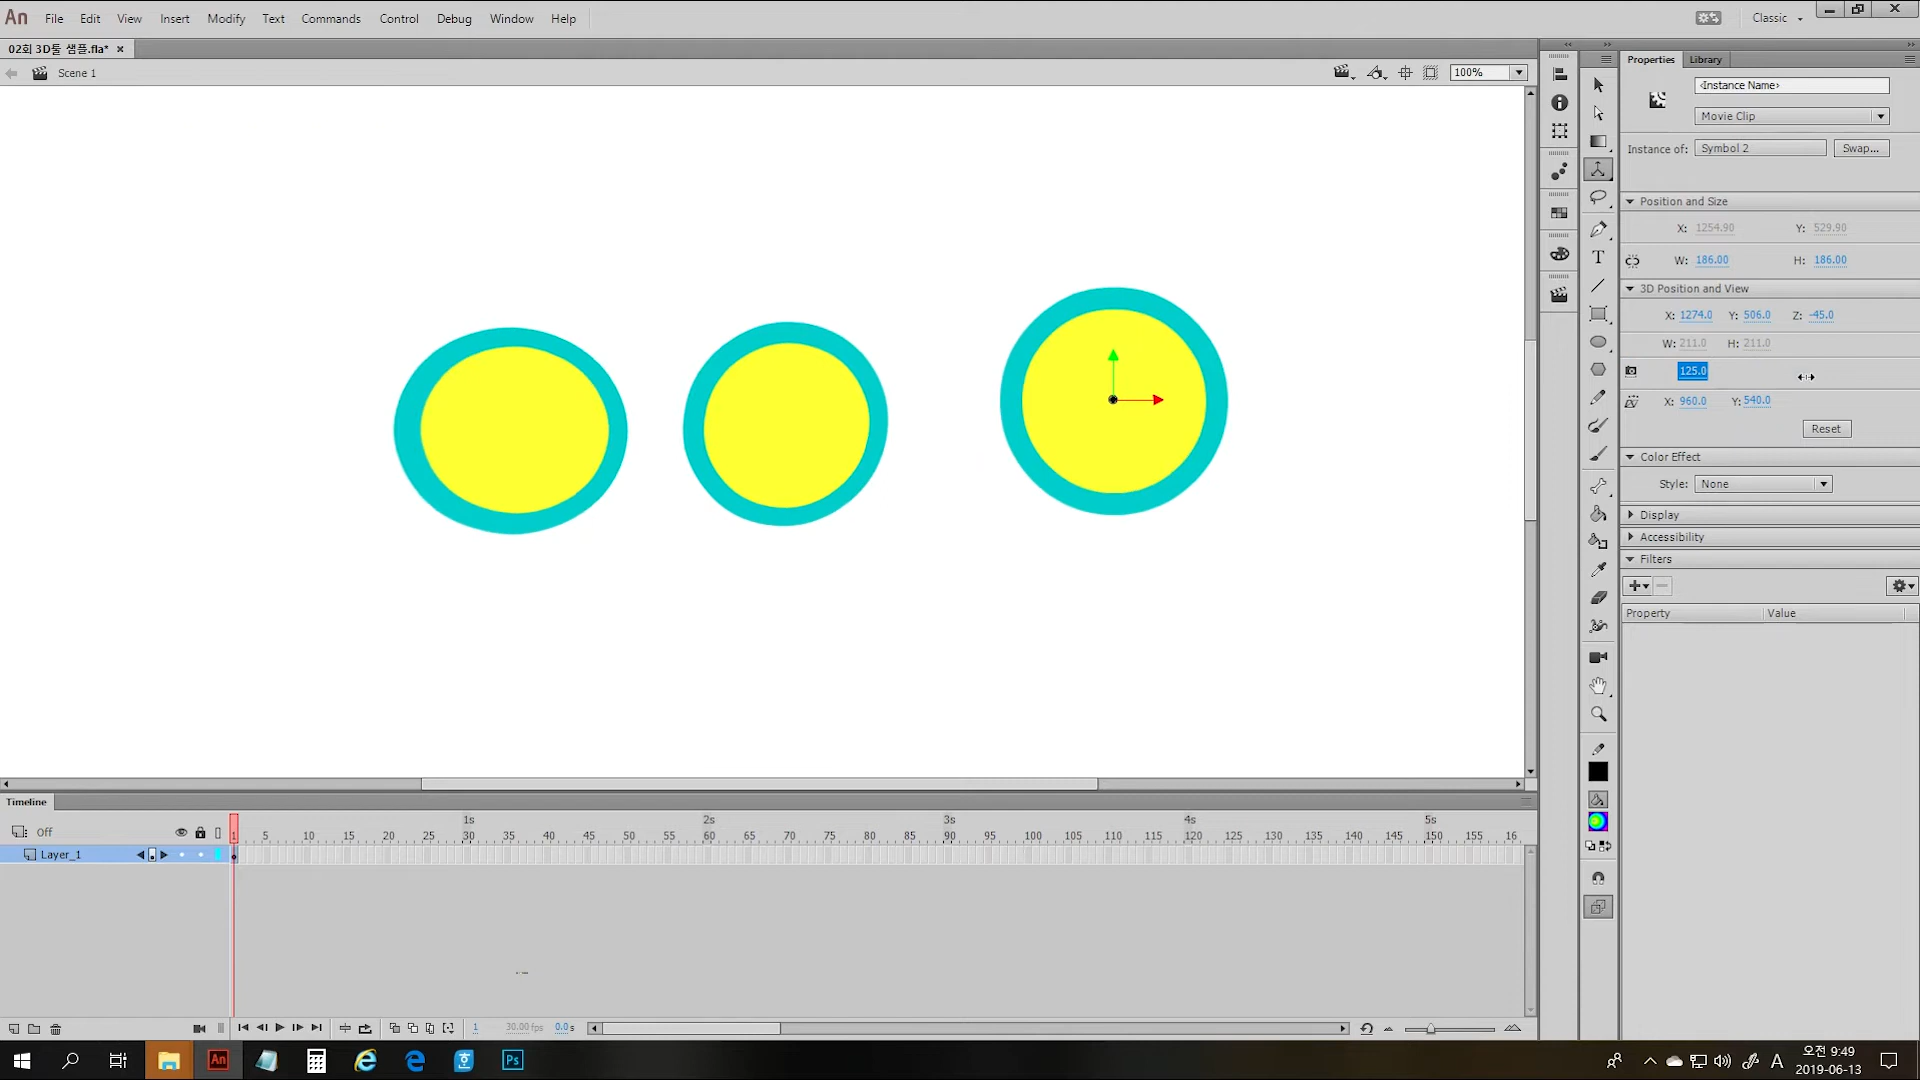 An File Edit View Insert Modify Text Commands Control Debug Window Help Classic
02회 3D툴 샘플.fla*
Scene 1 100%
Properties Library
<Instance Name>
Movie Clip
Instance of: Symbol 2 Swap...
Position and Size
X: 1254.90 Y: 529.90
W: 186.00 H: 186.00
3D Position and View
X: 1274.0 Y: 506.0 Z: -45.0
W: 211.0 H: 211.0
125.0
X: 960.0 Y: 540.0
Reset
Color Effect
Style: None
Display
Accessibility
Filters
Property Value
T
Timeline
1s 2s 3s 4s 5s
Off 1 5 10 15 20 25 30 35 40 45 50 55 60 65 70 75 80 85 90 95 100 105 110 115 120 125 130 135 140 145 150 155 16
Layer_1
1 30.00 fps 0.0 s
An Ps A 오전 9:49
2019-06-13